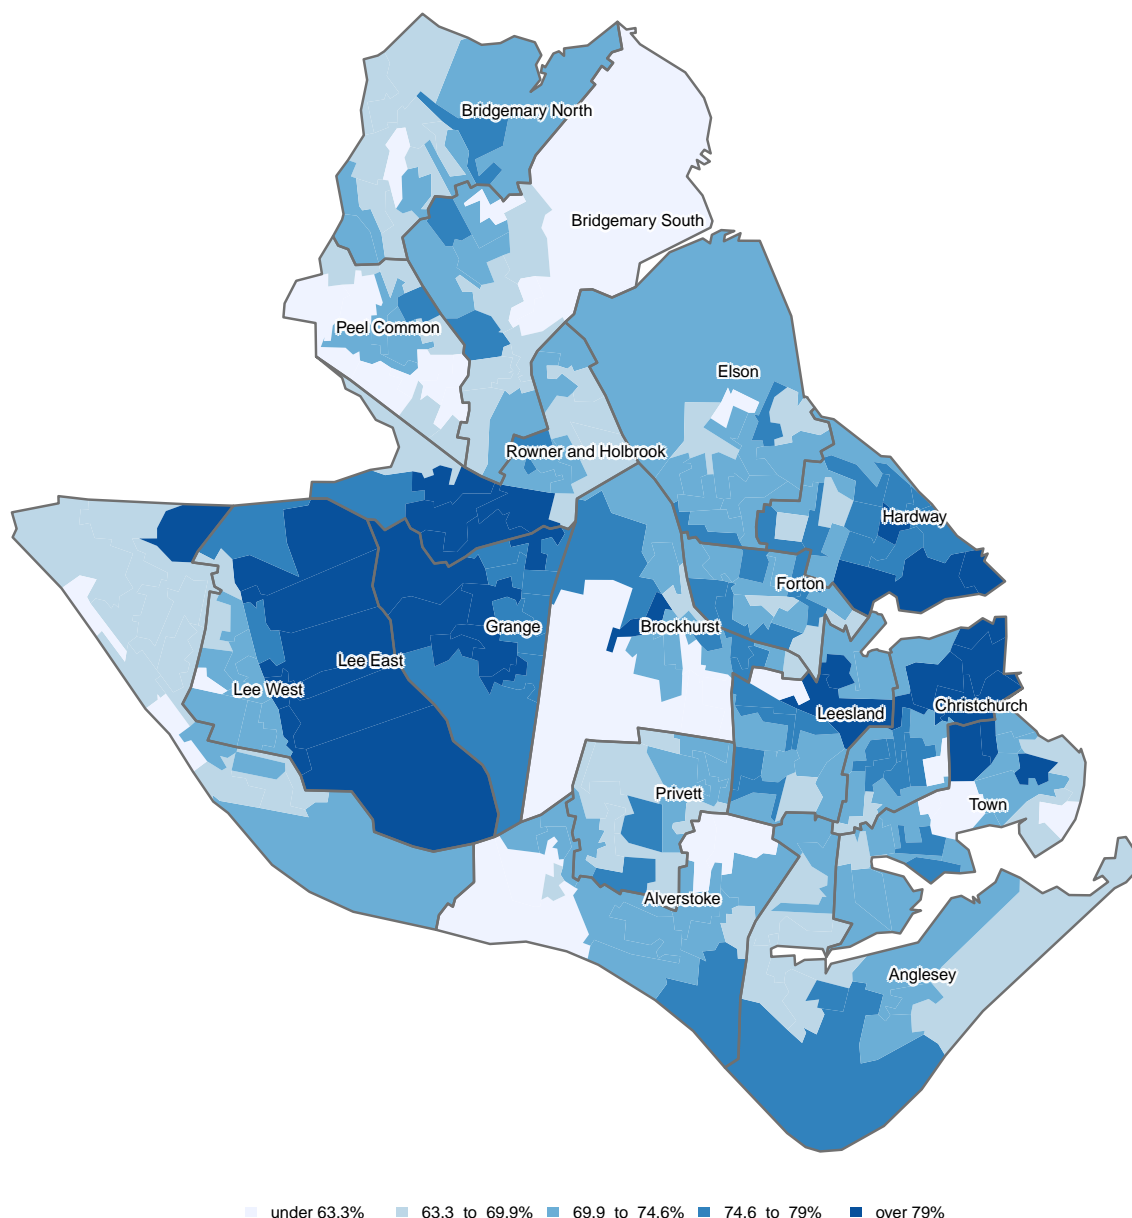 Bridgemary North
Bridgemary South
Peel Common
Elson
Rowner and Holbrook
Hardway
Forton
Grange
Brockhurst
Lee East
Lee West
Christchurch
Leesland
Privett
Town
Alverstoke
Anglesey
under 63.3% 63.3 to 69.9% 69.9 to 74.6% 74.6 to 79% over 79%